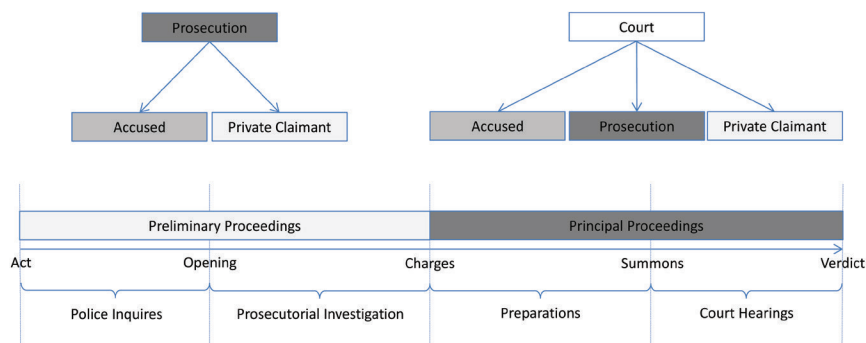 Prosecution
Court
Accused
Private Claimant
Accused
Prosecution
Private Claimant
Preliminary Proceedings
Principal Proceedings
Act
Opening
Charges
Summons
Verdict
Police Inquires
Prosecutorial Investigation
Preparations
Court Hearings